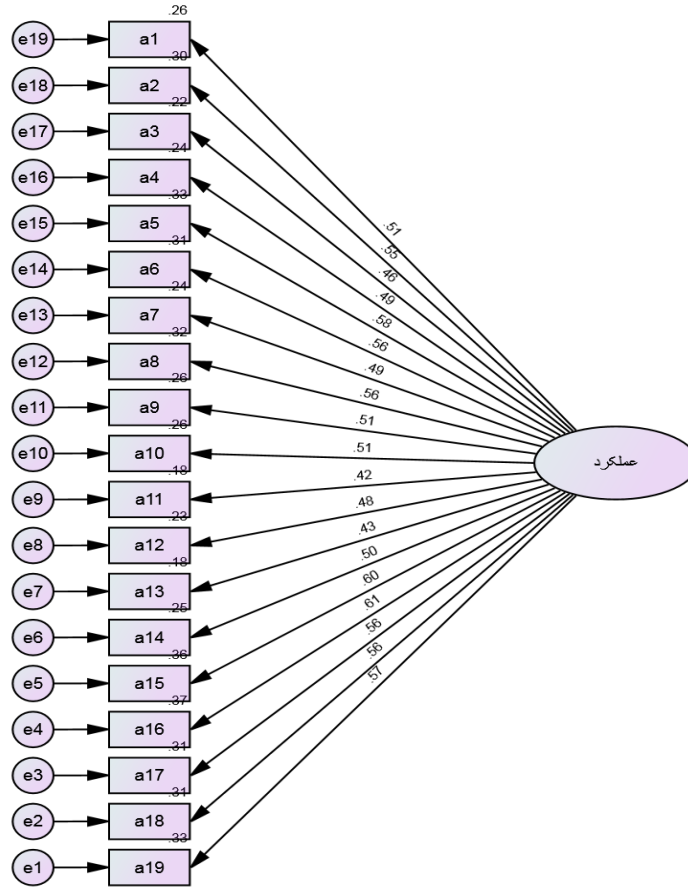 .26
e19 a1
.30
e18 a2
.22
e17 a3
.24
e16 a4
.33
e15 a5
.31
e14 a6
.24
e13 a7
.32
e12 a8
.26
e11 a9
.26
e10 a10
.18
e9 a11
.23
e8 a12
.18
e7 a13
.25
e6 a14
.36
e5 a15
.37
e4 a16
.31
e3 a17
.31
e2 a18
.33
e1 a19
.51
.55
.46
.49
.58
.56
.49
.56
.51
.51
.42
.48
.43
.50
.60
.61
.56
.56
.57
عملکرد